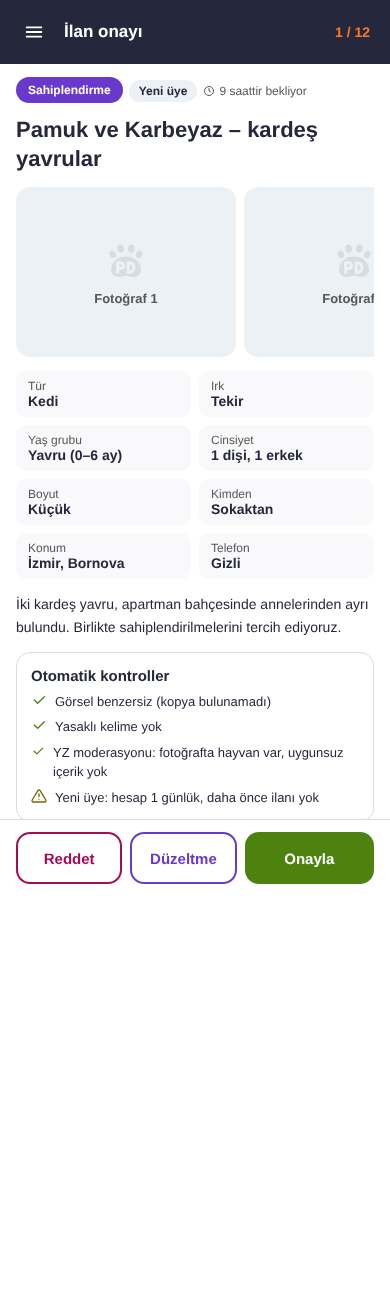 İlan onayı
1 / 12
Sahiplendirme
Yeni üye
9 saattir bekliyor
Pamuk ve Karbeyaz – kardeş
yavrular
PD
Fotoğraf 1
PD
Fotoğraf
Tür
Kedi
Irk
Tekir
Yaş grubu
Yavru (0–6 ay)
Cinsiyet
1 dişi, 1 erkek
Boyut
Küçük
Kimden
Sokaktan
Konum
İzmir, Bornova
Telefon
Gizli
İki kardeş yavru, apartman bahçesinde annelerinden ayrı
bulundu. Birlikte sahiplendirilmelerini tercih ediyoruz.
Otomatik kontroller
Görsel benzersiz (kopya bulunamadı)
Yasaklı kelime yok
YZ moderasyonu: fotoğrafta hayvan var, uygunsuz
içerik yok
Yeni üye: hesap 1 günlük, daha önce ilanı yok
Reddet
Düzeltme
Onayla